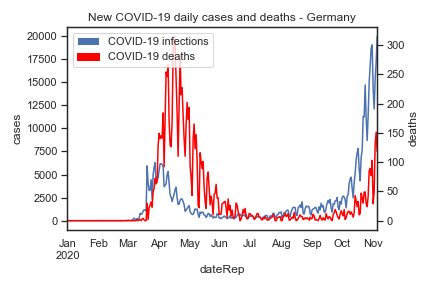 New COVID-19 daily cases and deaths - Germany
COVID-19 infections
COVID-19 deaths
20000
17500
15000
12500
10000
7500
5000
2500
0
cases
300
250
200
150
100
50
0
deaths
Jan Feb Mar Apr May Jun Jul Aug Sep Oct Nov
2020
dateRep